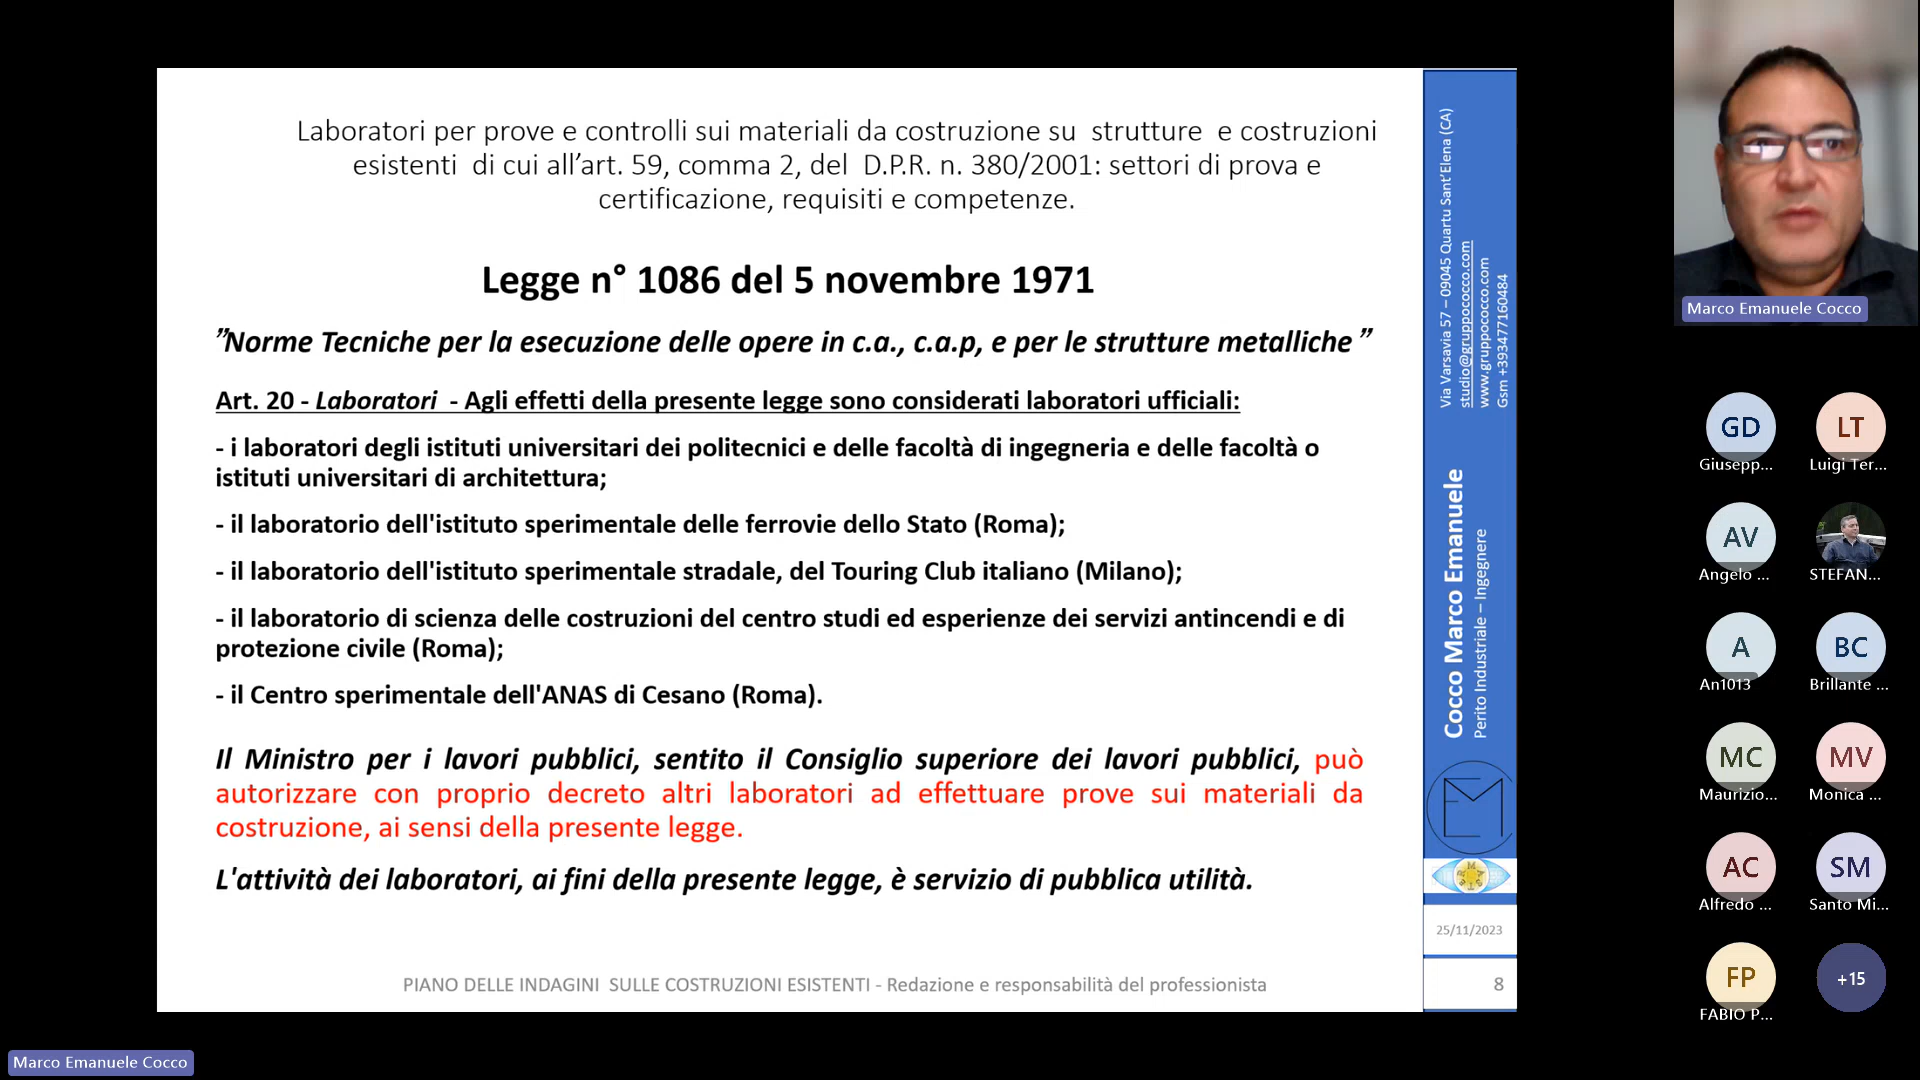 Laboratori per prove e controlli sui materiali da costruzione su strutture e costruzioni
esistenti di cui all’art. 59, comma 2, del D.P.R. n. 380/2001: settori di prova e
certificazione, requisiti e competenze.
Legge n° 1086 del 5 novembre 1971
”Norme Tecniche per la esecuzione delle opere in c.a., c.a.p, e per le strutture metalliche ”
Art. 20 - Laboratori - Agli effetti della presente legge sono considerati laboratori ufficiali:
- i laboratori degli istituti universitari dei politecnici e delle facoltà di ingegneria e delle facoltà o
istituti universitari di architettura;
- il laboratorio dell'istituto sperimentale delle ferrovie dello Stato (Roma);
- il laboratorio dell'istituto sperimentale stradale, del Touring Club italiano (Milano);
- il laboratorio di scienza delle costruzioni del centro studi ed esperienze dei servizi antincendi e di
protezione civile (Roma);
- il Centro sperimentale dell'ANAS di Cesano (Roma).
Il Ministro per i lavori pubblici, sentito il Consiglio superiore dei lavori pubblici, può
autorizzare con proprio decreto altri laboratori ad effettuare prove sui materiali da
costruzione, ai sensi della presente legge.
L'attività dei laboratori, ai fini della presente legge, è servizio di pubblica utilità.
PIANO DELLE INDAGINI SULLE COSTRUZIONI ESISTENTI - Redazione e responsabilità del professionista
Via Varsavia 57 – 09045 Quartu Sant’Elena (CA)
studio@gruppococco.com
www.gruppococco.com
Gsm +393477160484
Cocco Marco Emanuele
Perito Industriale – Ingegnere
25/11/2023
8
Marco Emanuele Cocco
GD
Giusepp...
LT
Luigi Ter...
AV
Angelo ...
STEFAN...
A
An1013
BC
Brillante ...
MC
Maurizio...
MV
Monica ...
AC
Alfredo ...
SM
Santo Mi...
FP
FABIO P...
+15
Marco Emanuele Cocco